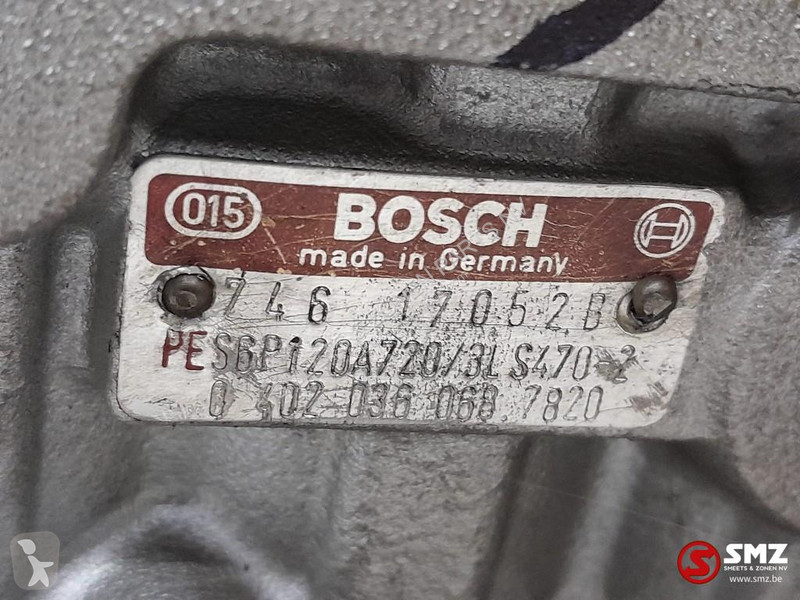 015
BOSCH
made in Germany
746 17052B
PES6P120A720/3LS470-2
0 402 036 068 7820
SMZ
SMEETS & ZONEN NV
www.smz.be